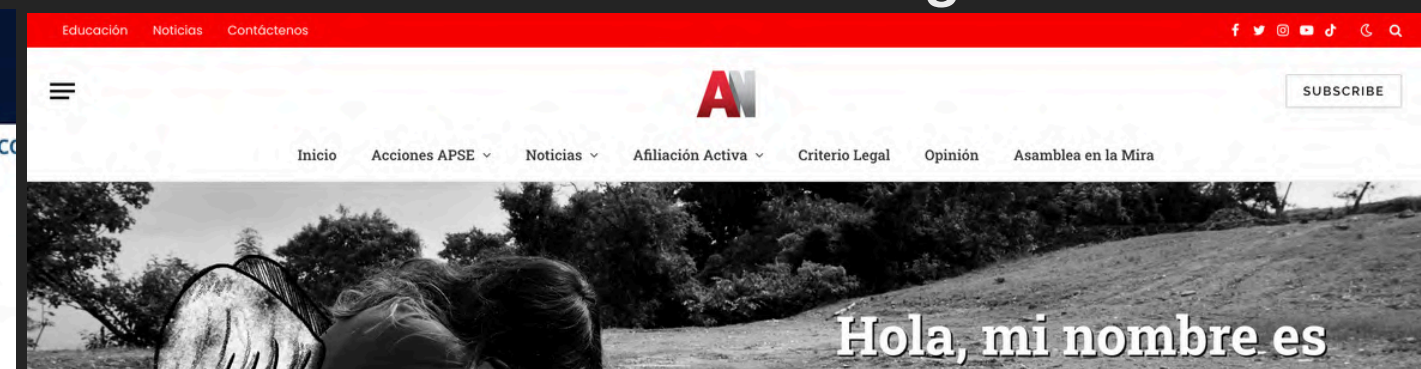 Educación Noticias Contáctenos
AN
SUBSCRIBE
Inicio Acciones APSE Noticias Afiliación Activa Criterio Legal Opinión Asamblea en la Mira
Hola, mi nombre es